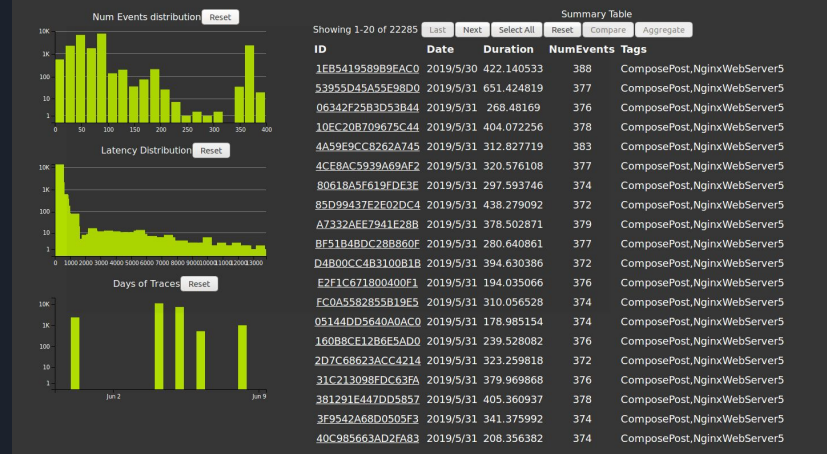 Num Events distribution Reset
10K
1K
100
10
1
0 50 100 150 200 250 300 350 400
Latency Distribution Reset
10K
1K
100
10
1
0 1000 2000 3000 4000 5000 6000 7000 8000 9000 10000 11000 12000 13000
Days of Traces Reset
10K
1K
100
10
1
Jun 2 Jun 9
Summary Table
Showing 1-20 of 22285 Last Next Select All Reset Compare Aggregate
ID Date Duration NumEvents Tags
1EB5419589B9EAC0 2019/5/30 422.140533 388 ComposePost,NginxWebServer5
53955D45A55E98D0 2019/5/31 651.424819 377 ComposePost,NginxWebServer5
06342F25B3D53B44 2019/5/31 268.48169 376 ComposePost,NginxWebServer5
10EC20B709675C44 2019/5/31 404.072256 378 ComposePost,NginxWebServer5
4A59E9CC8262A745 2019/5/31 312.827719 383 ComposePost,NginxWebServer5
4CE8AC5939A69AF2 2019/5/31 320.576108 377 ComposePost,NginxWebServer5
80618A5F619FDE3E 2019/5/31 297.593746 374 ComposePost,NginxWebServer5
85D99437E2E02DC4 2019/5/31 438.279092 372 ComposePost,NginxWebServer5
A7332AEE7941E28B 2019/5/31 378.502871 379 ComposePost,NginxWebServer5
BF51B4BDC28B860F 2019/5/31 280.640861 377 ComposePost,NginxWebServer5
D4B00CC4B3100B1B 2019/5/31 394.630386 372 ComposePost,NginxWebServer5
E2F1C671800400F1 2019/5/31 194.035066 376 ComposePost,NginxWebServer5
FC0A5582855B19E5 2019/5/31 310.056528 374 ComposePost,NginxWebServer5
05144DD5640A0AC0 2019/5/31 178.985154 374 ComposePost,NginxWebServer5
160B8CE12B6E5AD0 2019/5/31 239.528082 376 ComposePost,NginxWebServer5
2D7C68623ACC4214 2019/5/31 323.259818 372 ComposePost,NginxWebServer5
31C213098FDC63FA 2019/5/31 379.969868 376 ComposePost,NginxWebServer5
381291E447DD5857 2019/5/31 405.360937 378 ComposePost,NginxWebServer5
3F9542A68D0505F3 2019/5/31 341.375992 374 ComposePost,NginxWebServer5
40C985663AD2FA83 2019/5/31 208.356382 374 ComposePost,NginxWebServer5